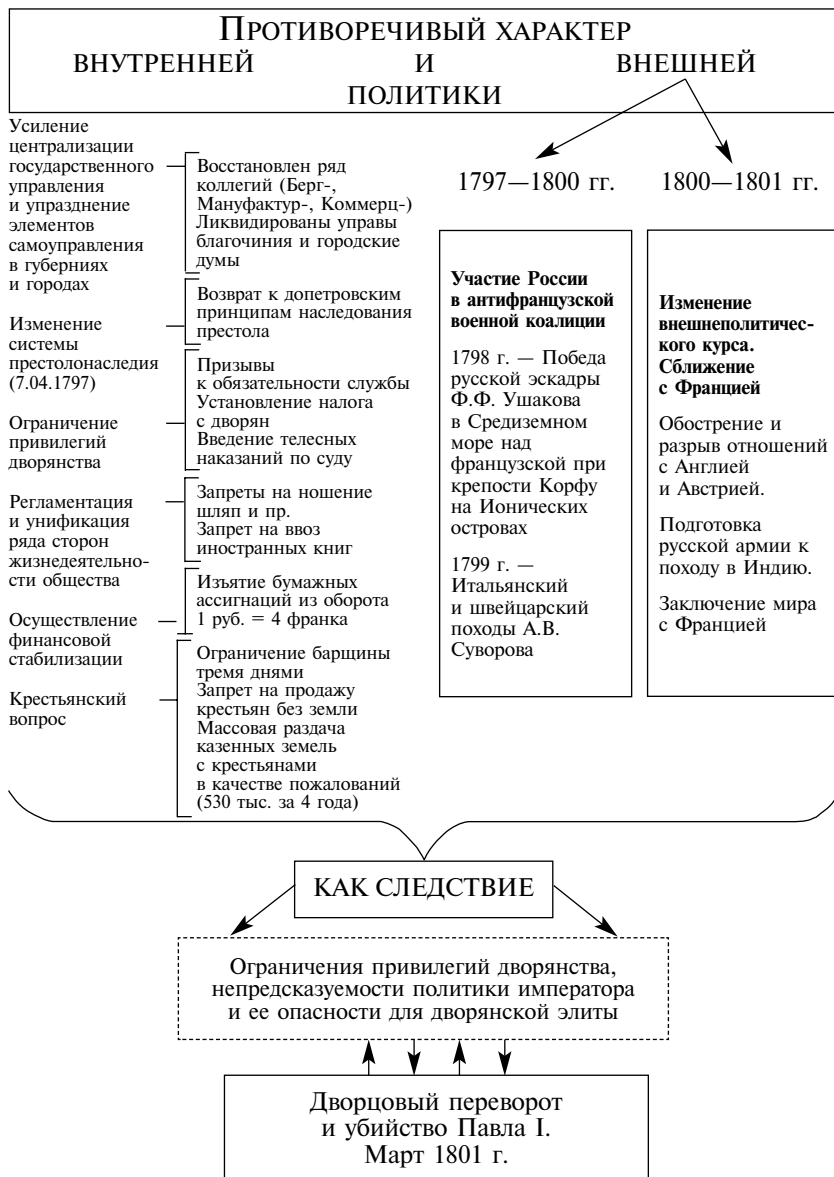 ПРОТИВОРЕЧИВЫЙ ХАРАКТЕР
ВНУТРЕННЕЙ И ВНЕШНЕЙ
ПОЛИТИКИ
Усиление
централизации
государственного
управления
и упразднение
элементов
самоуправления
в губерниях
и городах
Восстановлен ряд
коллегий (Берг-,
Мануфактур-, Коммерц-)
Ликвидированы управы
благочиния и городские
думы
Изменение
системы
престолонаследия
(7.04.1797)
Возврат к допетровским
принципам наследования
престола
Ограничение
привилегий
дворянства
Призывы
к обязательности службы
Установление налога
с дворян
Введение телесных
наказаний по суду
Регламентация
и унификация
ряда сторон
жизнедеятельно-
сти общества
Запреты на ношение
шляп и пр.
Запрет на ввоз
иностранных книг
Осуществление
финансовой
стабилизации
Изъятие бумажных
ассигнаций из оборота
1 руб. = 4 франка
Крестьянский
вопрос
Ограничение барщины
тремя днями
Запрет на продажу
крестьян без земли
Массовая раздача
казенных земель
с крестьянами
в качестве пожалований
(530 тыс. за 4 года)
1797—1800 гг.
Участие России
в антифранцузской
военной коалиции
1798 г. — Победа
русской эскадры
Ф.Ф. Ушакова
в Средиземном
море над
французской при
крепости Корфу
на Ионических
островах
1799 г. —
Итальянский
и швейцарский
походы А.В.
Суворова
1800—1801 гг.
Изменение
внешнеполитичес-
кого курса.
Сближение
с Францией
Обострение и
разрыв отношений
с Англией
и Австрией.
Подготовка
русской армии к
походу в Индию.
Заключение мира
с Францией
КАК СЛЕДСТВИЕ
Ограничения привилегий дворянства,
непредсказуемости политики императора
и ее опасности для дворянской элиты
Дворцовый переворот
и убийство Павла I.
Март 1801 г.